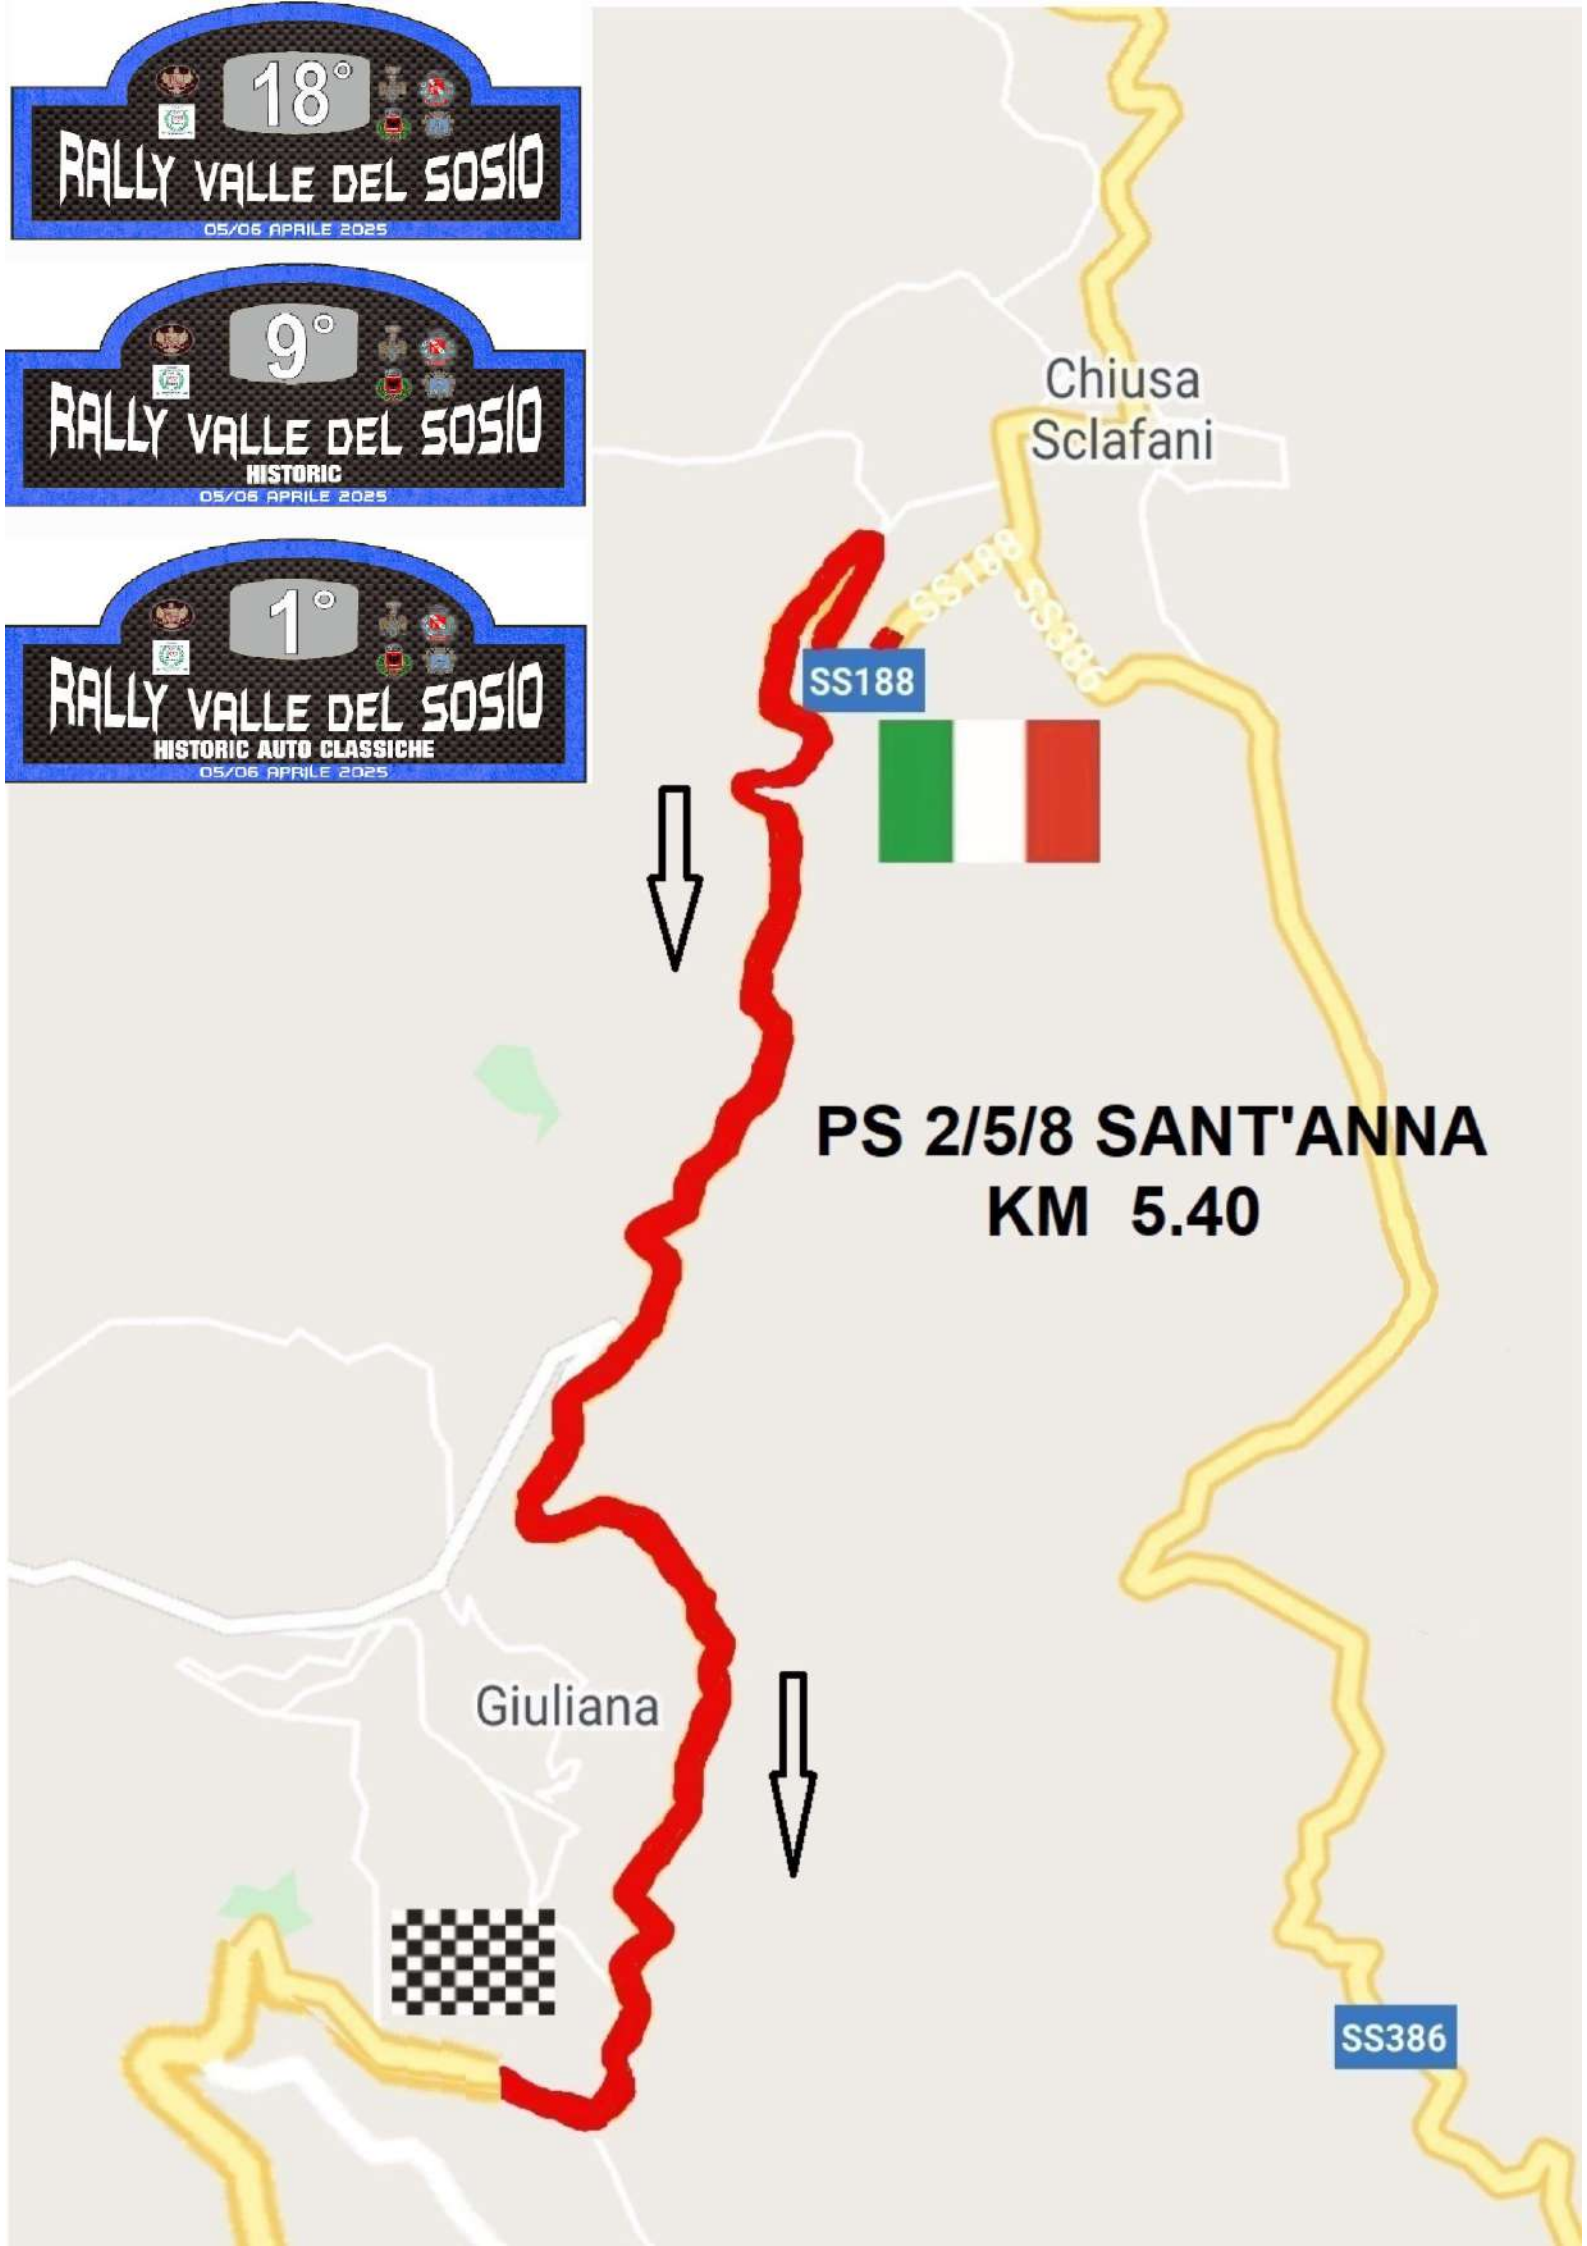 18°
RALLY VALLE DEL SOSIO
05/06 APRILE 2025
9°
RALLY VALLE DEL SOSIO
HISTORIC
05/06 APRILE 2025
1°
RALLY VALLE DEL SOSIO
HISTORIC AUTO CLASSICHE
05/06 APRILE 2025
Chiusa
Sclafani
SS188
SS386
SS188
PS 2/5/8 SANT'ANNA
KM 5.40
Giuliana
SS386